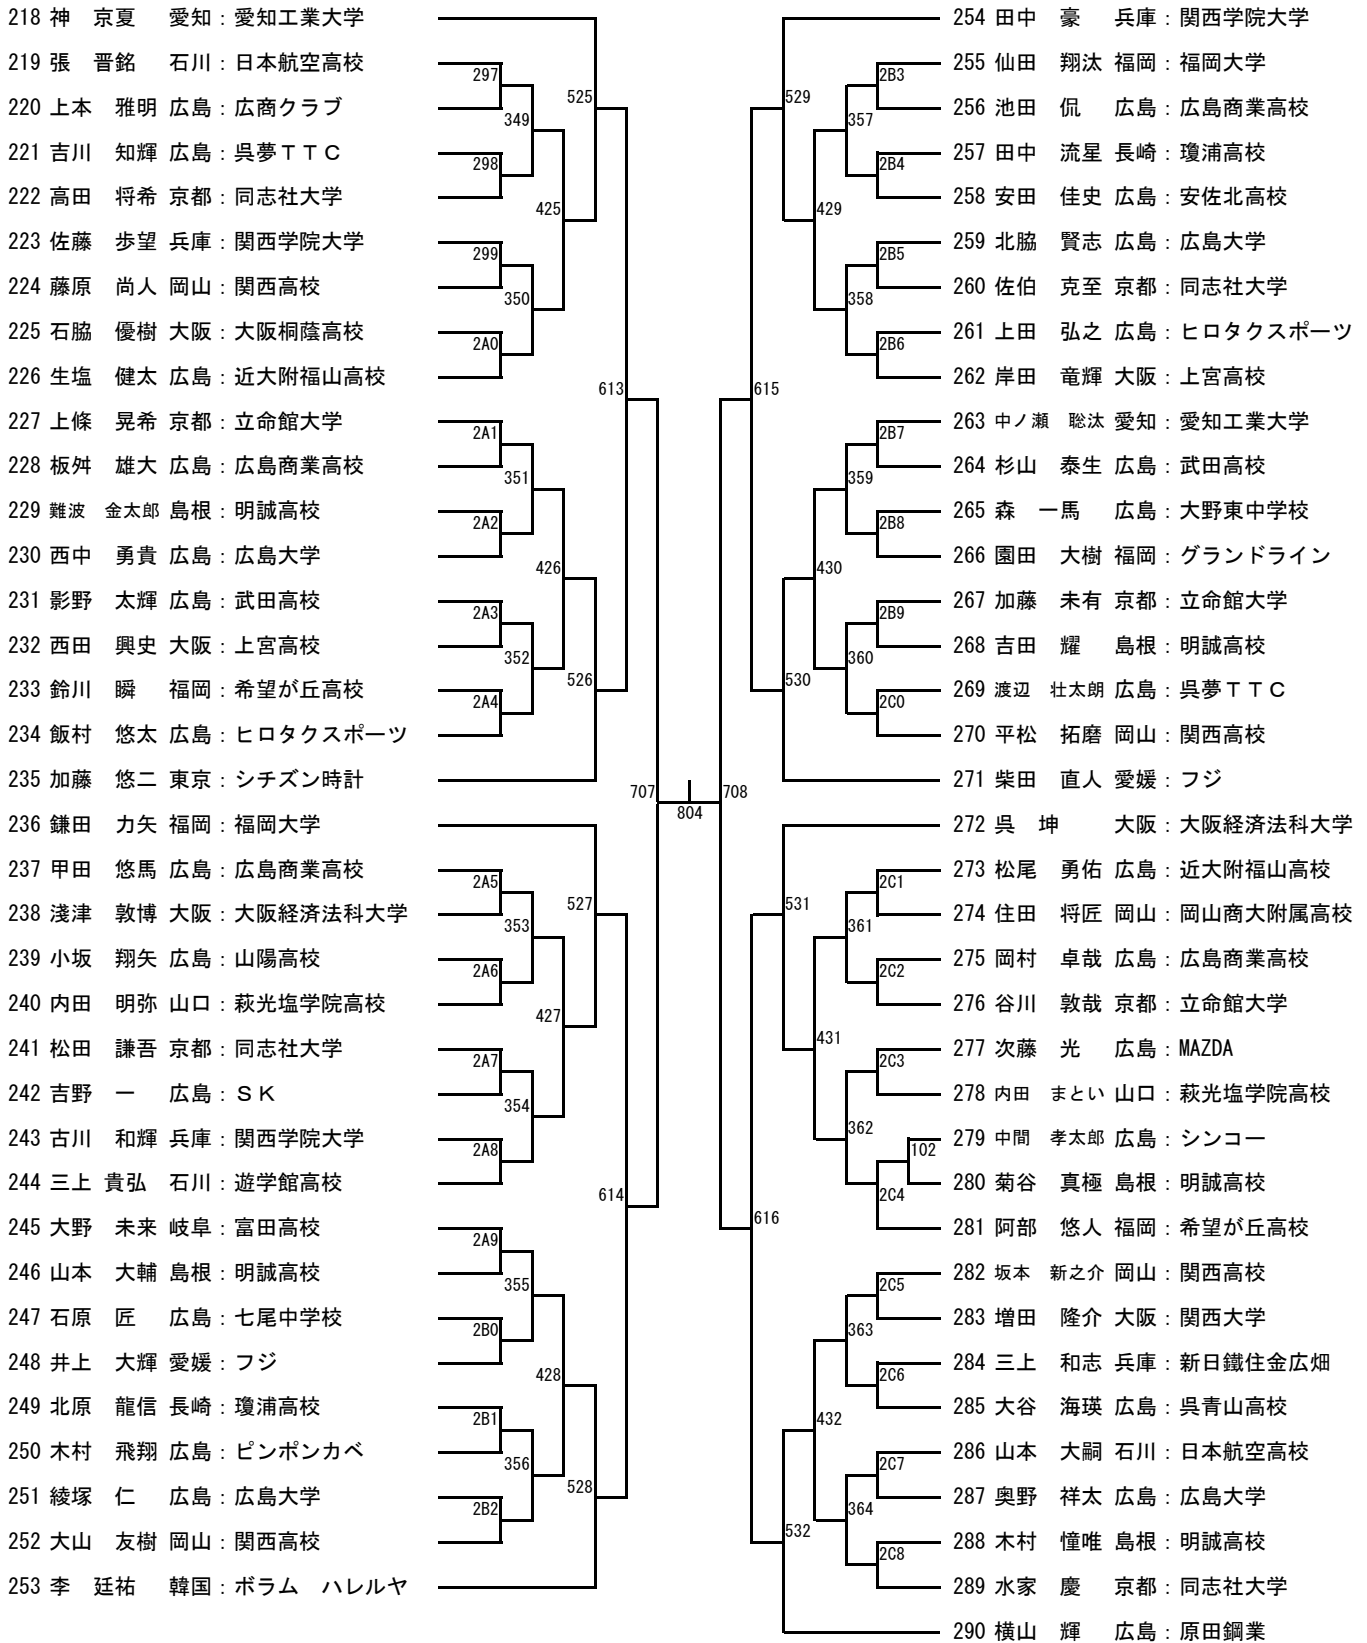 218 神　京夏　愛知：愛知工業大学
219 張　晋銘　石川：日本航空高校
297
220 上本　雅明 広島：広商クラブ
525
349
221 吉川　知輝 広島：呉夢ＴＴＣ
298
222 高田　将希 京都：同志社大学
425
223 佐藤　歩望 兵庫：関西学院大学
299
224 藤原　尚人 岡山：関西高校
350
225 石脇　優樹 大阪：大阪桐蔭高校
2A0
226 生塩　健太 広島：近大附福山高校
613
227 上條　晃希 京都：立命館大学
2A1
228 板舛　雄大 広島：広島商業高校
351
229 難波　金太郎 島根：明誠高校
2A2
230 西中　勇貴 広島：広島大学
426
231 影野　太輝 広島：武田高校
2A3
232 西田　興史 大阪：上宮高校
352
233 鈴川　瞬　福岡：希望が丘高校
526
2A4
234 飯村　悠太 広島：ヒロタクスポーツ
235 加藤　悠二 東京：シチズン時計
707
804
236 鎌田　力矢 福岡：福岡大学
237 甲田　悠馬 広島：広島商業高校
2A5
238 淺津　敦博 大阪：大阪経済法科大学
527
353
239 小坂　翔矢 広島：山陽高校
2A6
240 内田　明弥 山口：萩光塩学院高校
427
241 松田　謙吾 京都：同志社大学
2A7
242 吉野　一　広島：ＳＫ
354
243 古川　和輝 兵庫：関西学院大学
2A8
244 三上 貴弘　石川：遊学館高校
614
245 大野　未来 岐阜：富田高校
2A9
246 山本　大輔 島根：明誠高校
355
247 石原　匠　広島：七尾中学校
2B0
248 井上　大輝 愛媛：フジ
428
249 北原　龍信 長崎：瓊浦高校
2B1
250 木村　飛翔 広島：ピンポンカベ
356
251 綾塚　仁　広島：広島大学
528
2B2
252 大山　友樹 岡山：関西高校
253 李　廷祐　韓国：ボラム　ハレルヤ
254 田中　豪　兵庫：関西学院大学
255 仙田　翔汰 福岡：福岡大学
2B3
529
256 池田　侃　広島：広島商業高校
357
257 田中　流星 長崎：瓊浦高校
2B4
258 安田　佳史 広島：安佐北高校
429
259 北脇　賢志 広島：広島大学
2B5
260 佐伯　克至 京都：同志社大学
358
261 上田　弘之 広島：ヒロタクスポーツ
2B6
262 岸田　竜輝 大阪：上宮高校
615
263 中ノ瀬　聡汰 愛知：愛知工業大学
2B7
264 杉山　泰生 広島：武田高校
359
265 森　一馬　広島：大野東中学校
2B8
266 園田　大樹 福岡：グランドライン
430
267 加藤　未有 京都：立命館大学
2B9
268 吉田　耀　島根：明誠高校
360
269 渡辺　壮太朗 広島：呉夢ＴＴＣ
530
2C0
270 平松　拓磨 岡山：関西高校
271 柴田　直人 愛媛：フジ
708
272 呉　坤　大阪：大阪経済法科大学
273 松尾　勇佑 広島：近大附福山高校
2C1
274 住田　将匠 岡山：岡山商大附属高校
531
361
275 岡村　卓哉 広島：広島商業高校
2C2
276 谷川　敦哉 京都：立命館大学
431
277 次藤　光　広島：MAZDA
2C3
278 内田　まとい 山口：萩光塩学院高校
362
279 中間　孝太郎 広島：シンコー
102
280 菊谷　真極 島根：明誠高校
2C4
281 阿部　悠人 福岡：希望が丘高校
616
282 坂本　新之介 岡山：関西高校
2C5
283 増田　隆介 大阪：関西大学
363
284 三上　和志 兵庫：新日鐵住金広畑
2C6
285 大谷　海瑛 広島：呉青山高校
432
286 山本　大嗣 石川：日本航空高校
2C7
287 奥野　祥太 広島：広島大学
364
532
288 木村　憧唯 島根：明誠高校
2C8
289 水家　慶　京都：同志社大学
290 横山　輝　広島：原田鋼業